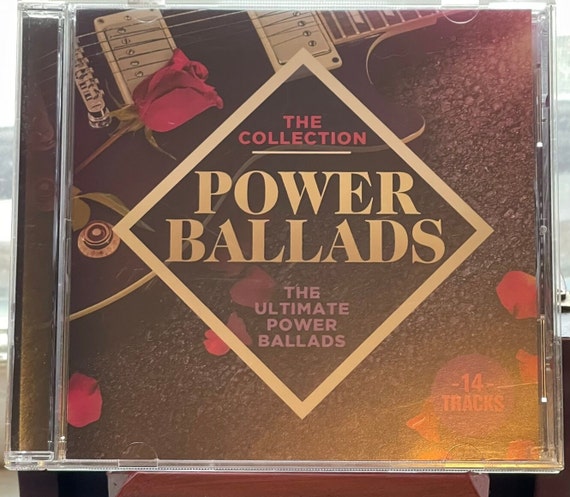 THE
COLLECTION
POWER
BALLADS
THE
ULTIMATE
POWER
BALLADS
-14-
TRACKS